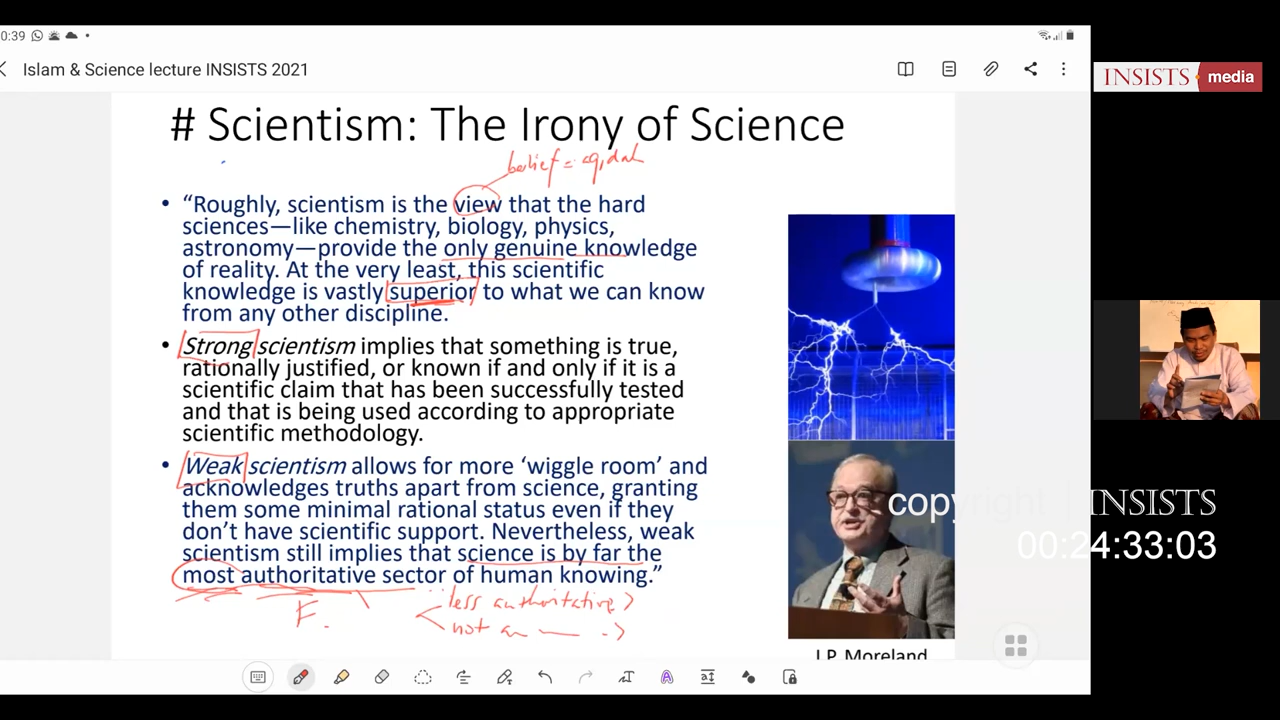 0:39
Islam & Science lecture INSISTS 2021
INSISTS media
# Scientism: The Irony of Science
belief = aqidah
• “Roughly, scientism is the view that the hard
sciences—like chemistry, biology, physics,
astronomy—provide the only genuine knowledge
of reality. At the very least, this scientific
knowledge is vastly superior to what we can know
from any other discipline.
• Strong scientism implies that something is true,
rationally justified, or known if and only if it is a
scientific claim that has been successfully tested
and that is being used according to appropriate
scientific methodology.
• Weak scientism allows for more ‘wiggle room’ and
acknowledges truths apart from science, granting
them some minimal rational status even if they
don’t have scientific support. Nevertheless, weak
scientism still implies that science is by far the
most authoritative sector of human knowing.”
F.
less authoritative
not au
J.P. Moreland
copyright | INSISTS
00:24:33:03